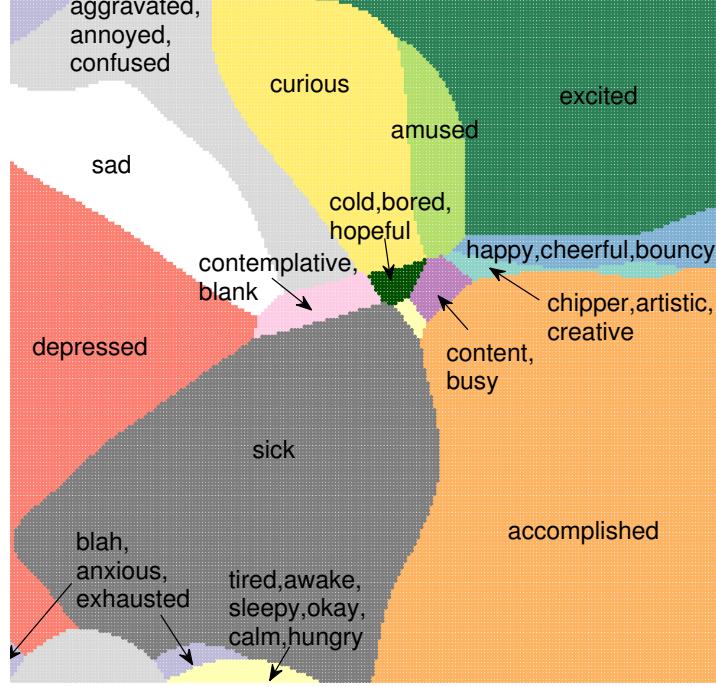 aggravated,
annoyed,
confused
curious
excited
amused
sad
cold,bored,
hopeful
happy,cheerful,bouncy
contemplative,
blank
chipper,artistic,
creative
depressed
content,
busy
sick
accomplished
blah,
anxious,
exhausted
tired,awake,
sleepy,okay,
calm,hungry